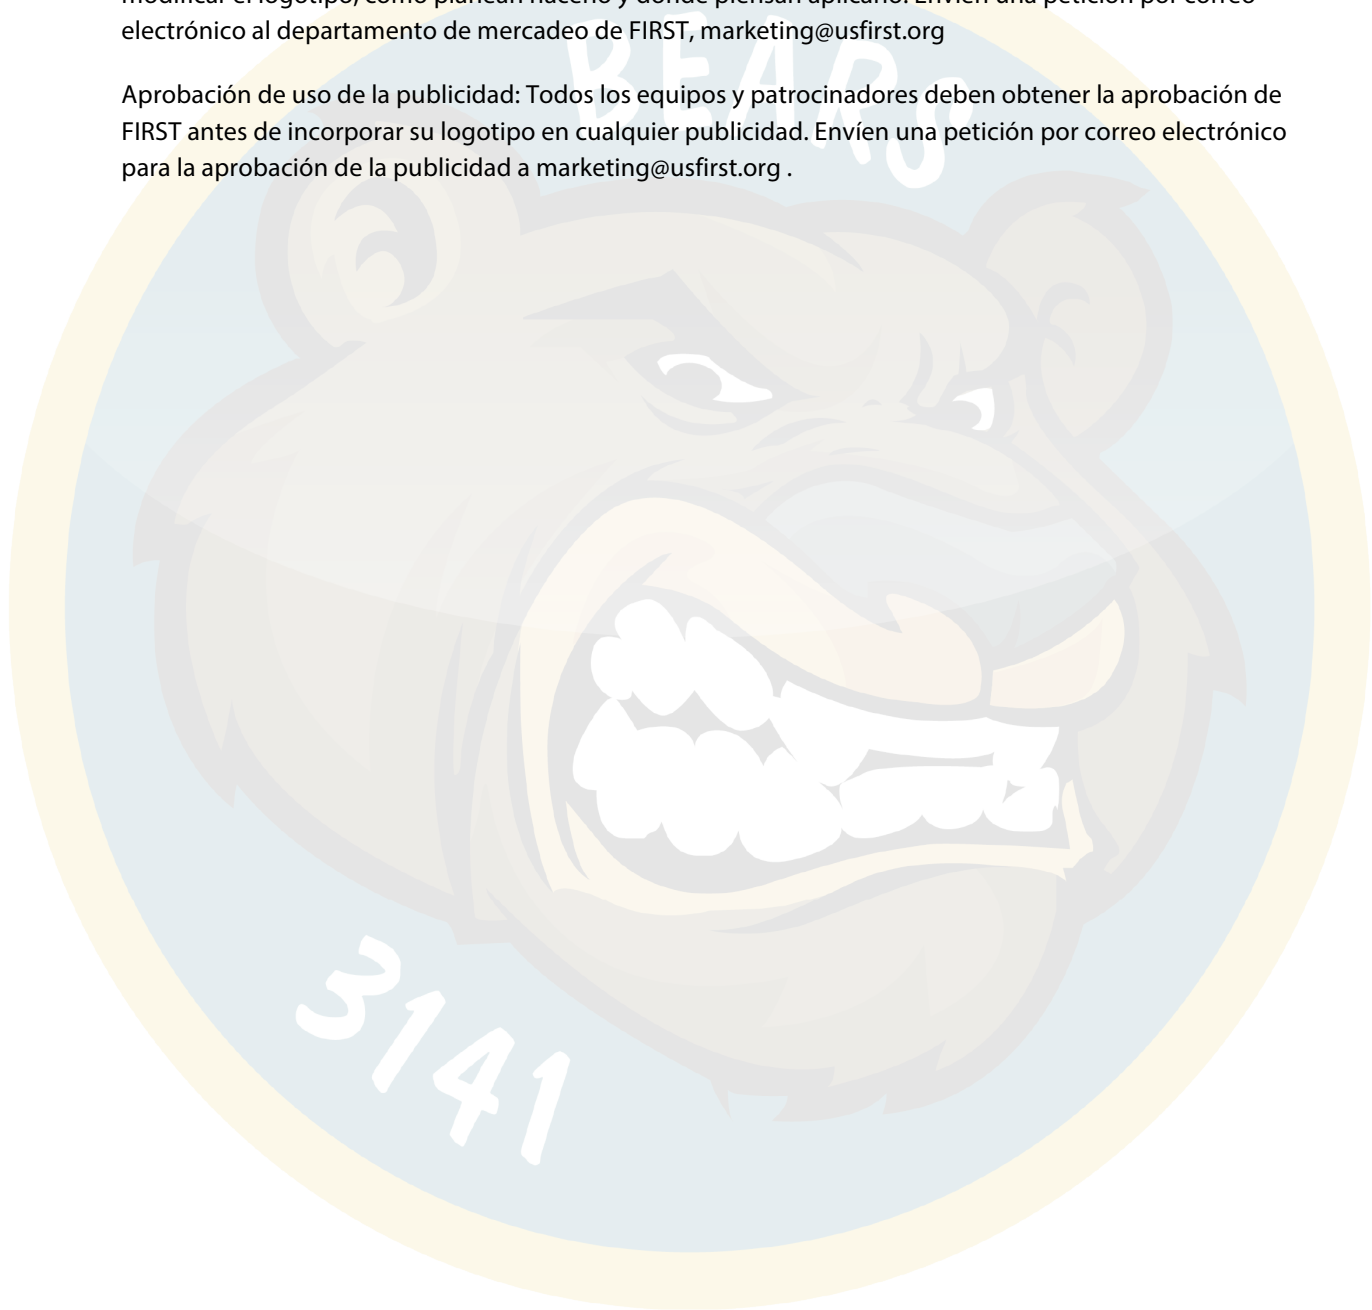 modificar el logotipo, cómo planean hacerlo y dónde piensan aplicarlo. Envíen una petición por correo
electrónico al departamento de mercadeo de FIRST, marketing@usfirst.org
BEARS
Aprobación de uso de la publicidad: Todos los equipos y patrocinadores deben obtener la aprobación de
FIRST antes de incorporar su logotipo en cualquier publicidad. Envíen una petición por correo electrónico
para la aprobación de la publicidad a marketing@usfirst.org .
3141